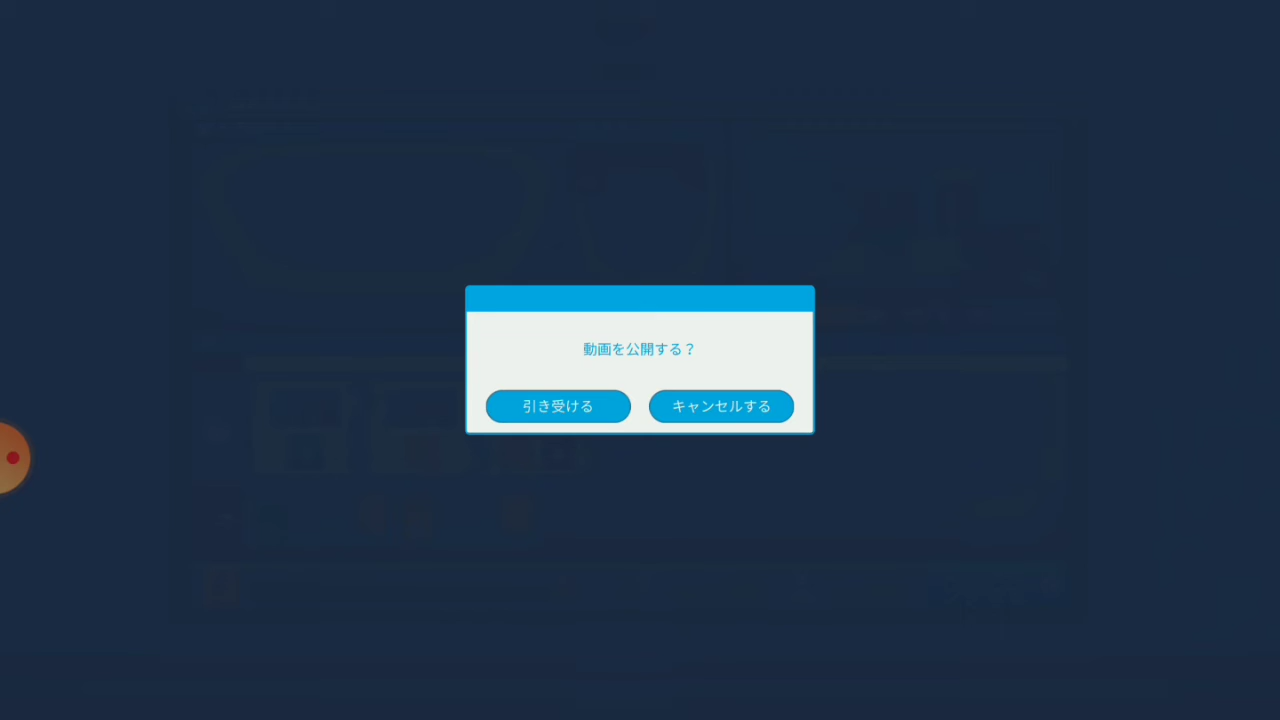 動画を公開する？
引き受ける
キャンセルする